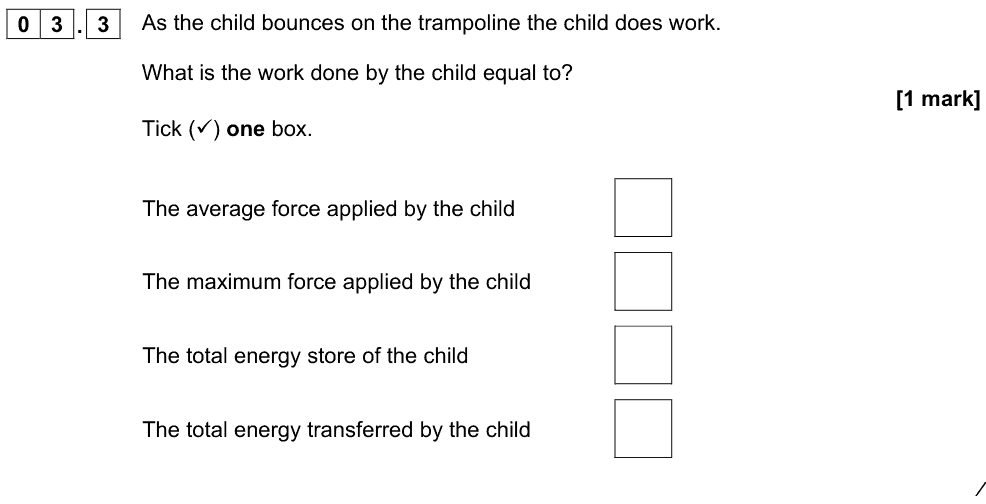 0 3 . 3 As the child bounces on the trampoline the child does work.
What is the work done by the child equal to?
[1 mark]
Tick (✓) one box.
The average force applied by the child
The maximum force applied by the child
The total energy store of the child
The total energy transferred by the child